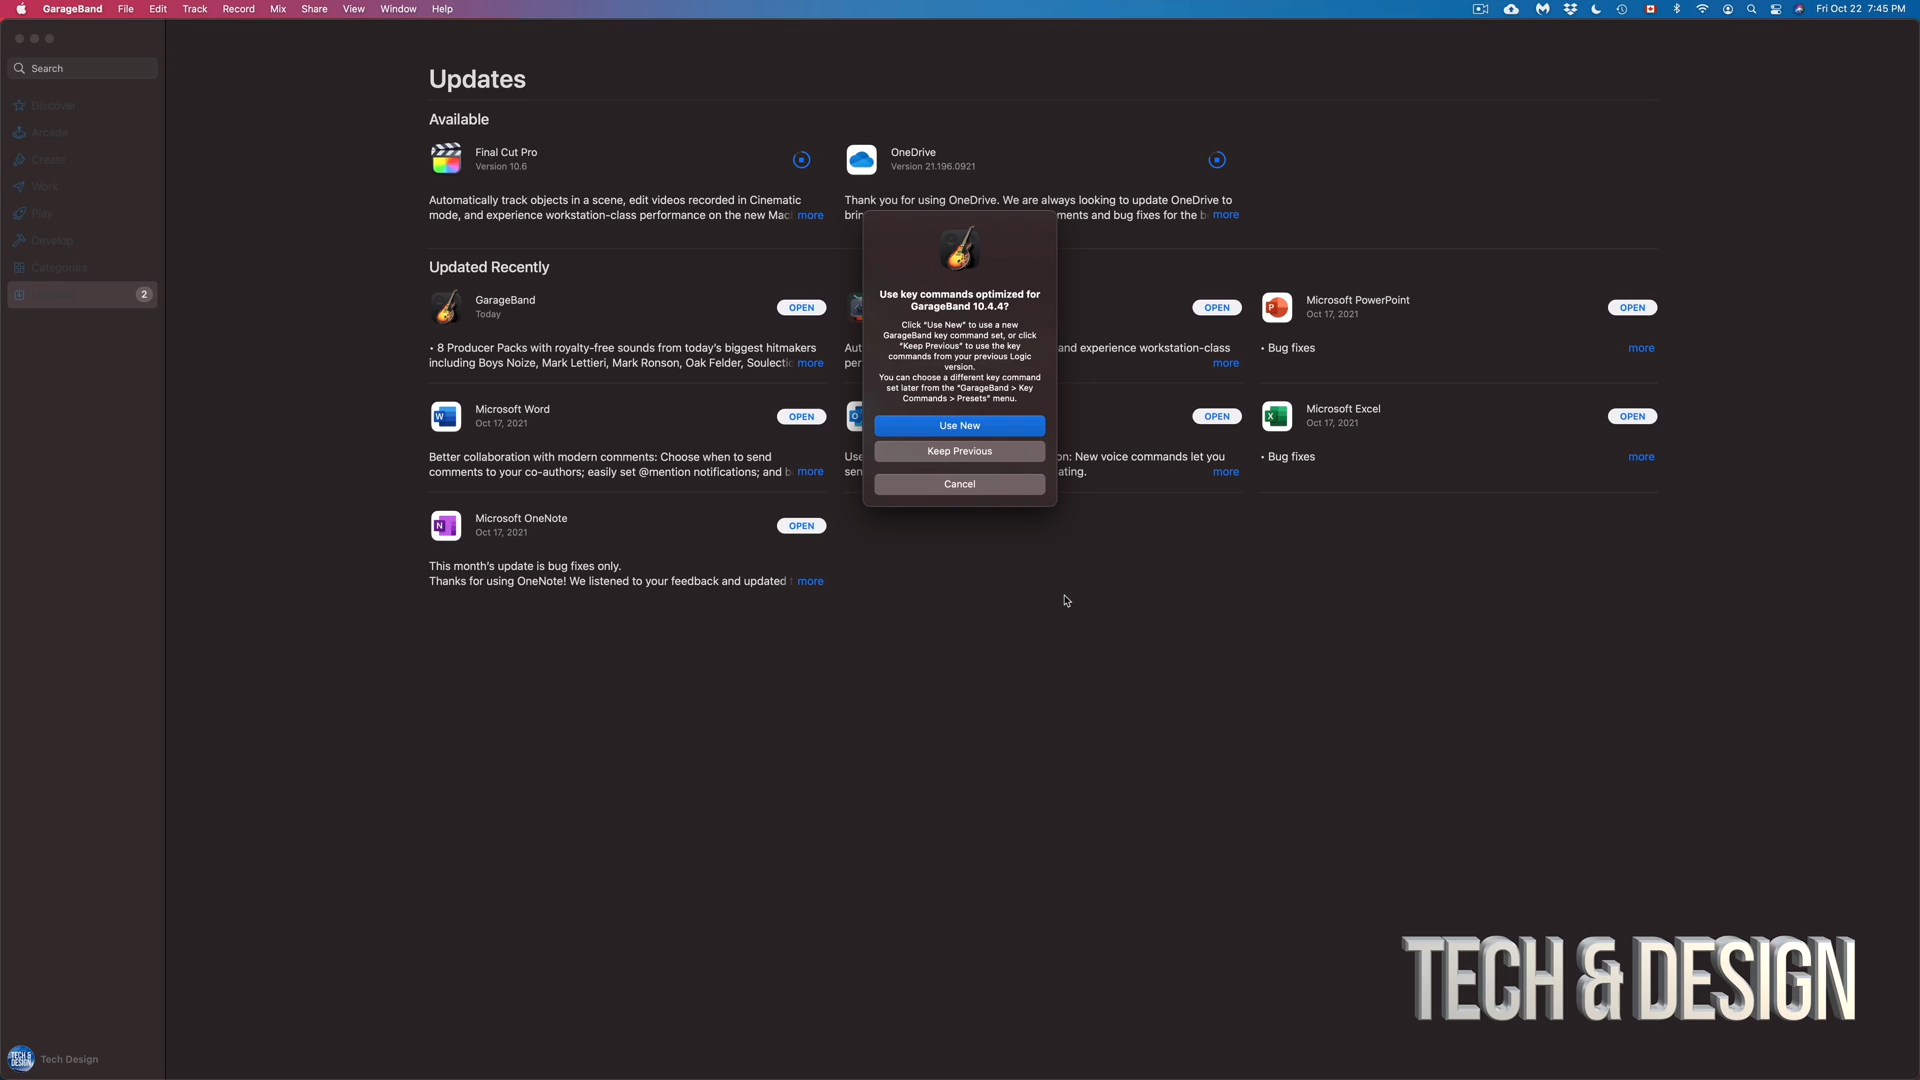 GarageBand File Edit Track Record Mix Share View Window Help
Fri Oct 22 7:45 PM
Search
Discover
Arcade
Create
Work
Play
Develop
Categories
2
Tech Design
Updates
Available
Final Cut Pro
Version 10.6
Automatically track objects in a scene, edit videos recorded in Cinematic
mode, and experience workstation-class performance on the new Mac more
OneDrive
Version 21.196.0921
Thank you for using OneDrive. We are always looking to update OneDrive to
ments and bug fixes for the more
Updated Recently
GarageBand
Today
OPEN
• 8 Producer Packs with royalty-free sounds from today's biggest hitmakers
including Boys Noize, Mark Lettieri, Mark Ronson, Oak Felder, Soulecti more
OPEN
and experience workstation-class
more
Microsoft PowerPoint
Oct 17, 2021
OPEN
• Bug fixes more
Microsoft Word
Oct 17, 2021
OPEN
Better collaboration with modern comments: Choose when to send
comments to your co-authors; easily set @mention notifications; and more
OPEN
on: New voice commands let you
ating. more
Microsoft Excel
Oct 17, 2021
OPEN
• Bug fixes more
Microsoft OneNote
Oct 17, 2021
OPEN
This month's update is bug fixes only.
Thanks for using OneNote! We listened to your feedback and updated more
Use key commands optimized for
GarageBand 10.4.4?
Click "Use New" to use a new
GarageBand key command set, or click
"Keep Previous" to use the key
commands from your previous Logic
version.
You can choose a different key command
set later from the "GarageBand > Key
Commands > Presets" menu.
Use New
Keep Previous
Cancel
TECH & DESIGN